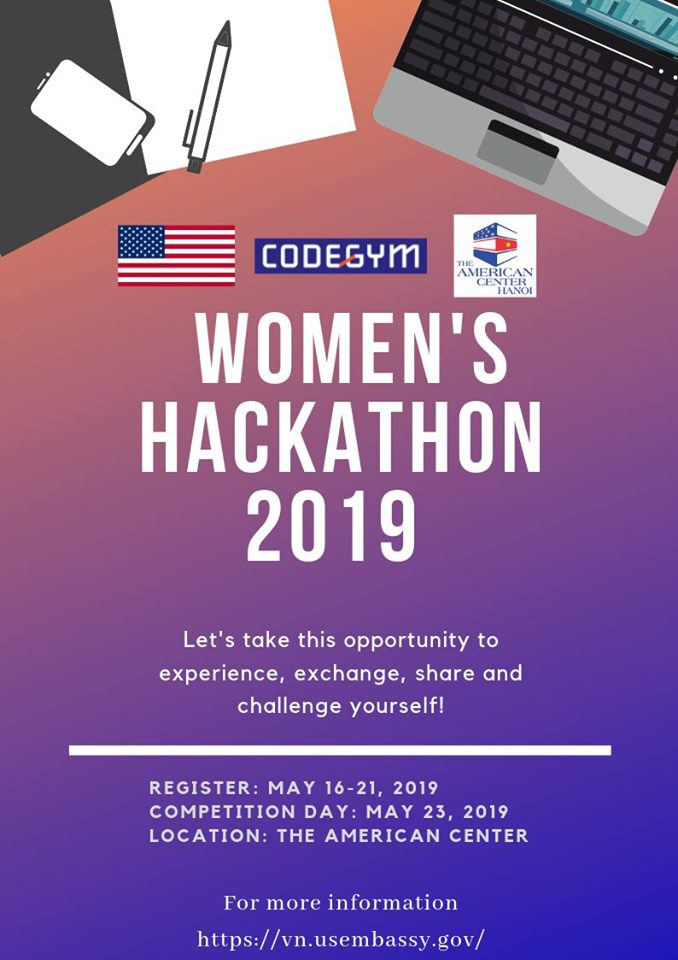 CODEGYM
THE
AMERICAN
CENTER
HANOI
WOMEN'S
HACKATHON
2019
Let's take this opportunity to
experience, exchange, share and
challenge yourself!
REGISTER: MAY 16-21, 2019
COMPETITION DAY: MAY 23, 2019
LOCATION: THE AMERICAN CENTER
For more information
https://vn.usembassy.gov/